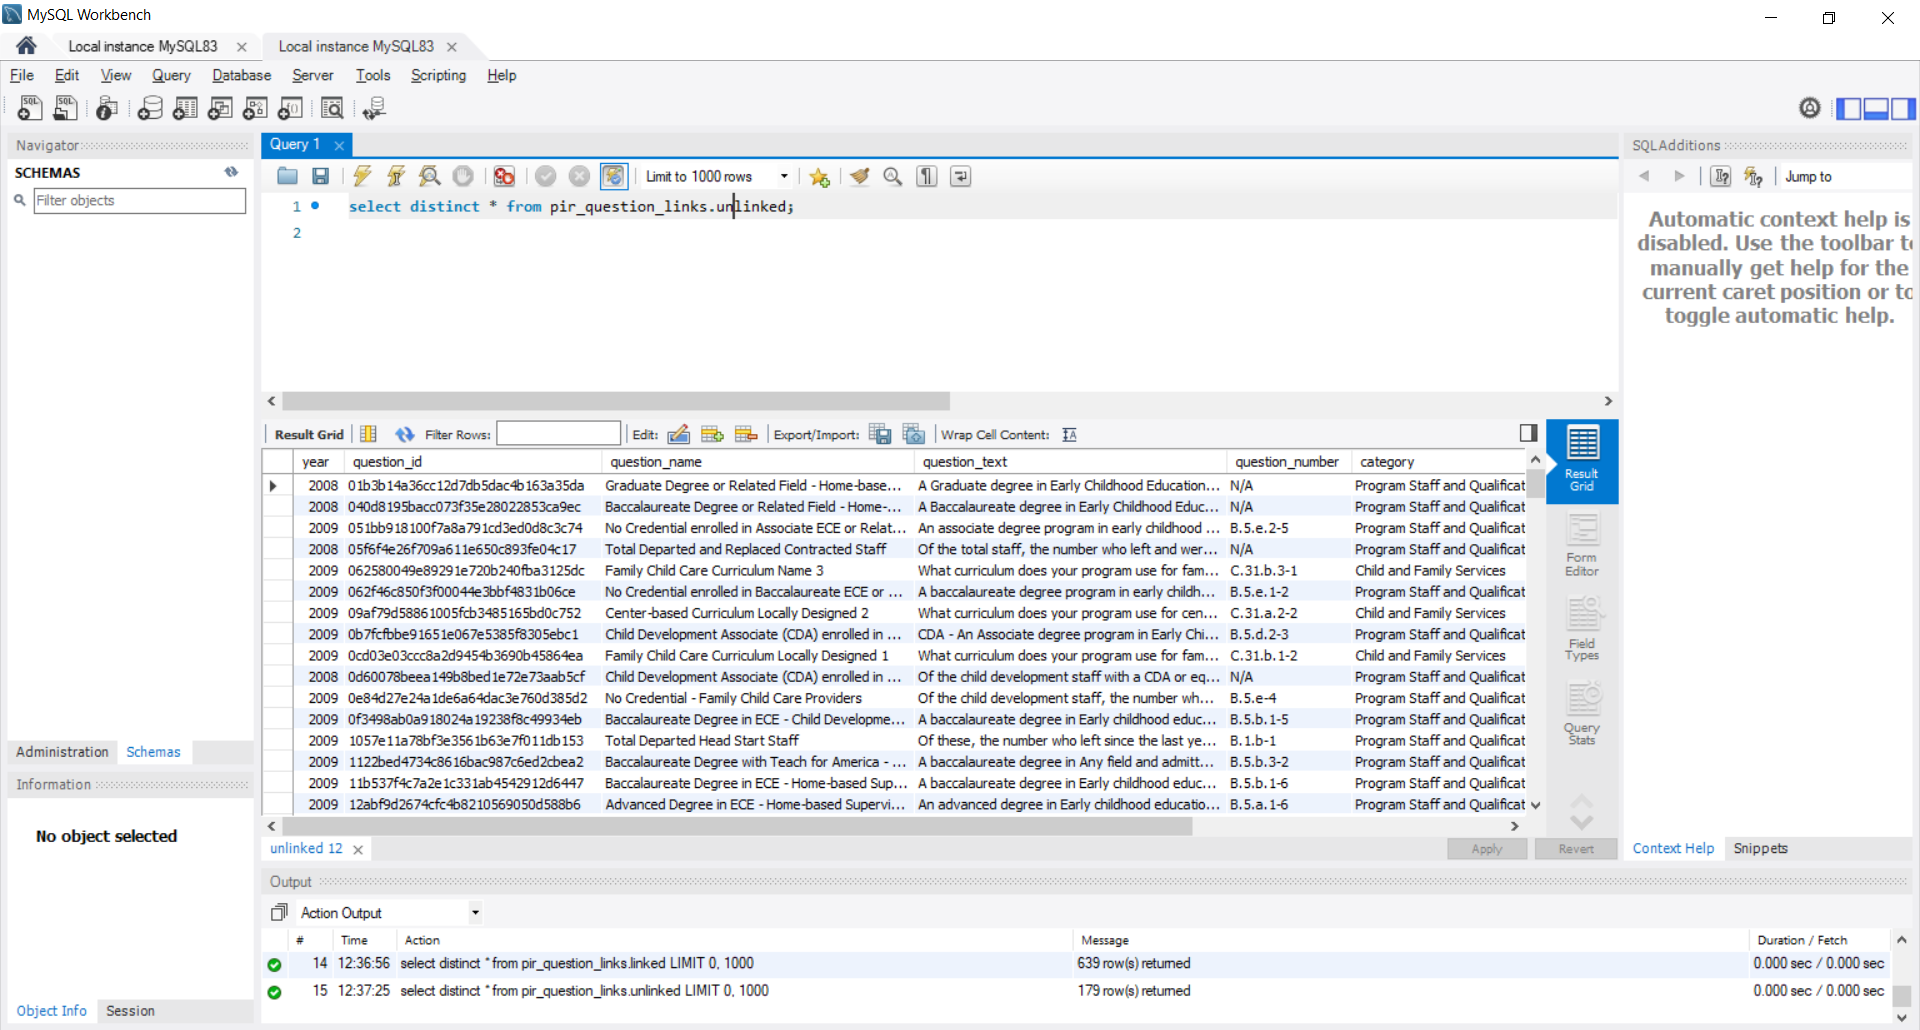 MySQL Workbench
Local instance MySQL83
Local instance MySQL83
File Edit View Query Database Server Tools Scripting Help
Navigator
SCHEMAS
Filter objects
Administration Schemas
Information
No object selected
Object Info Session
Query 1
Limit to 1000 rows
1 select distinct * from pir_question_links.unlinked;
2
Result Grid Filter Rows: Edit: Export/Import: Wrap Cell Content:
year question_id question_name question_text question_number category
2008 01b3b14a36cc12d7db5dac4b163a35da Graduate Degree or Related Field - Home-base... A Graduate degree in Early Childhood Education... N/A Program Staff and Qualificat
2008 040d8195bacc073f35e28022853ca9ec Baccalaureate Degree or Related Field - Home-... A Baccalaureate degree in Early Childhood Educ... N/A Program Staff and Qualificat
2009 051bb918100f7a8a791cd3ed0d8c3c74 No Credential enrolled in Associate ECE or Relat... An associate degree program in early childhood ... B.5.e.2-5 Program Staff and Qualificat
2008 05f6f4e26f709a611e650c893fe04c17 Total Departed and Replaced Contracted Staff Of the total staff, the number who left and wer... N/A Program Staff and Qualificat
2009 062580049e89291e720b240fba3125dc Family Child Care Curriculum Name 3 What curriculum does your program use for fam... C.31.b.3-1 Child and Family Services
2009 062f46c850f3f00044e3bbf4831b06ce No Credential enrolled in Baccalaureate ECE or ... A baccalaureate degree program in early childh... B.5.e.1-2 Program Staff and Qualificat
2009 09af79d58861005fcb3485165bd0c752 Center-based Curriculum Locally Designed 2 What curriculum does your program use for cen... C.31.a.2-2 Child and Family Services
2009 0b7fcfbbe91651e067e5385f8305ebc1 Child Development Associate (CDA) enrolled in ... CDA - An Associate degree program in Early Chi... B.5.d.2-3 Program Staff and Qualificat
2009 0cd03e03ccc8a2d9454b3690b45864ea Family Child Care Curriculum Locally Designed 1 What curriculum does your program use for fam... C.31.b.1-2 Child and Family Services
2008 0d60078beea149b8bed1e72e73aab5cf Child Development Associate (CDA) enrolled in ... Of the child development staff with a CDA or eq... N/A Program Staff and Qualificat
2009 0e84d27e24a1de6a64dac3e760d385d2 No Credential - Family Child Care Providers Of the child development staff, the number wh... B.5.e-4 Program Staff and Qualificat
2009 0f3498ab0a918024a19238f8c49934eb Baccalaureate Degree in ECE - Child Developme... A baccalaureate degree in Early childhood educ... B.5.b.1-5 Program Staff and Qualificat
2009 1057e11a78bf3e3561b63e7f011db153 Total Departed Head Start Staff Of these, the number who left since the last ye... B.1.b-1 Program Staff and Qualificat
2009 1122bed4734c8616bac987c6ed2cbea2 Baccalaureate Degree with Teach for America - ... A baccalaureate degree in Any field and admitt... B.5.b.3-2 Program Staff and Qualificat
2009 11b537f4c7a2e1c331ab4542912d6447 Baccalaureate Degree in ECE - Home-based Sup... A baccalaureate degree in Early childhood educ... B.5.b.1-6 Program Staff and Qualificat
2009 12abf9d2674cfc4b8210569050d588b6 Advanced Degree in ECE - Home-based Supervi... An advanced degree in Early childhood educatio... B.5.a.1-6 Program Staff and Qualificat
Result
Grid
Form
Editor
Field
Types
Query
Stats
unlinked 12
Apply Revert
SQLAdditions
Jump to
Automatic context help is
disabled. Use the toolbar t
manually get help for the
current caret position or to
toggle automatic help.
Context Help Snippets
Output
Action Output
# Time Action Message Duration / Fetch
14 12:36:56 select distinct * from pir_question_links.linked LIMIT 0, 1000 639 row(s) returned 0.000 sec / 0.000 sec
15 12:37:25 select distinct * from pir_question_links.unlinked LIMIT 0, 1000 179 row(s) returned 0.000 sec / 0.000 sec